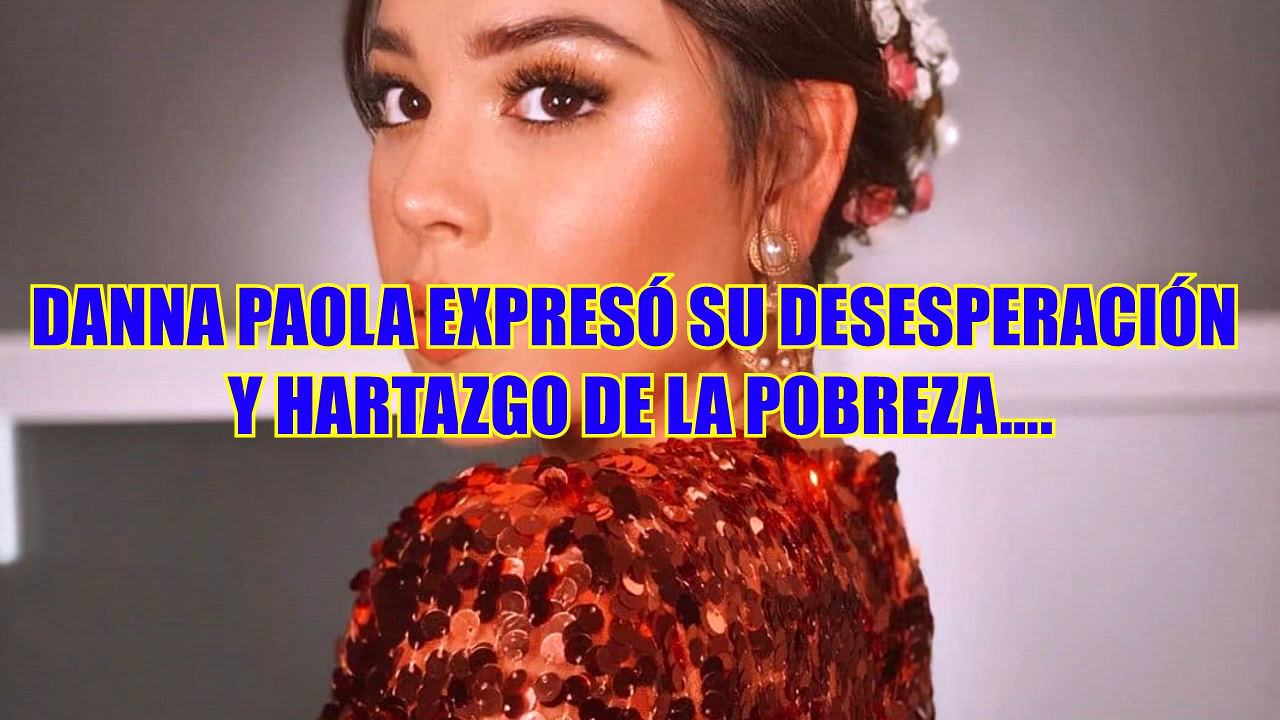 DANNA PAOLA EXPRESÓ SU DESESPERACIÓN
Y HARTAZGO DE LA POBREZA....